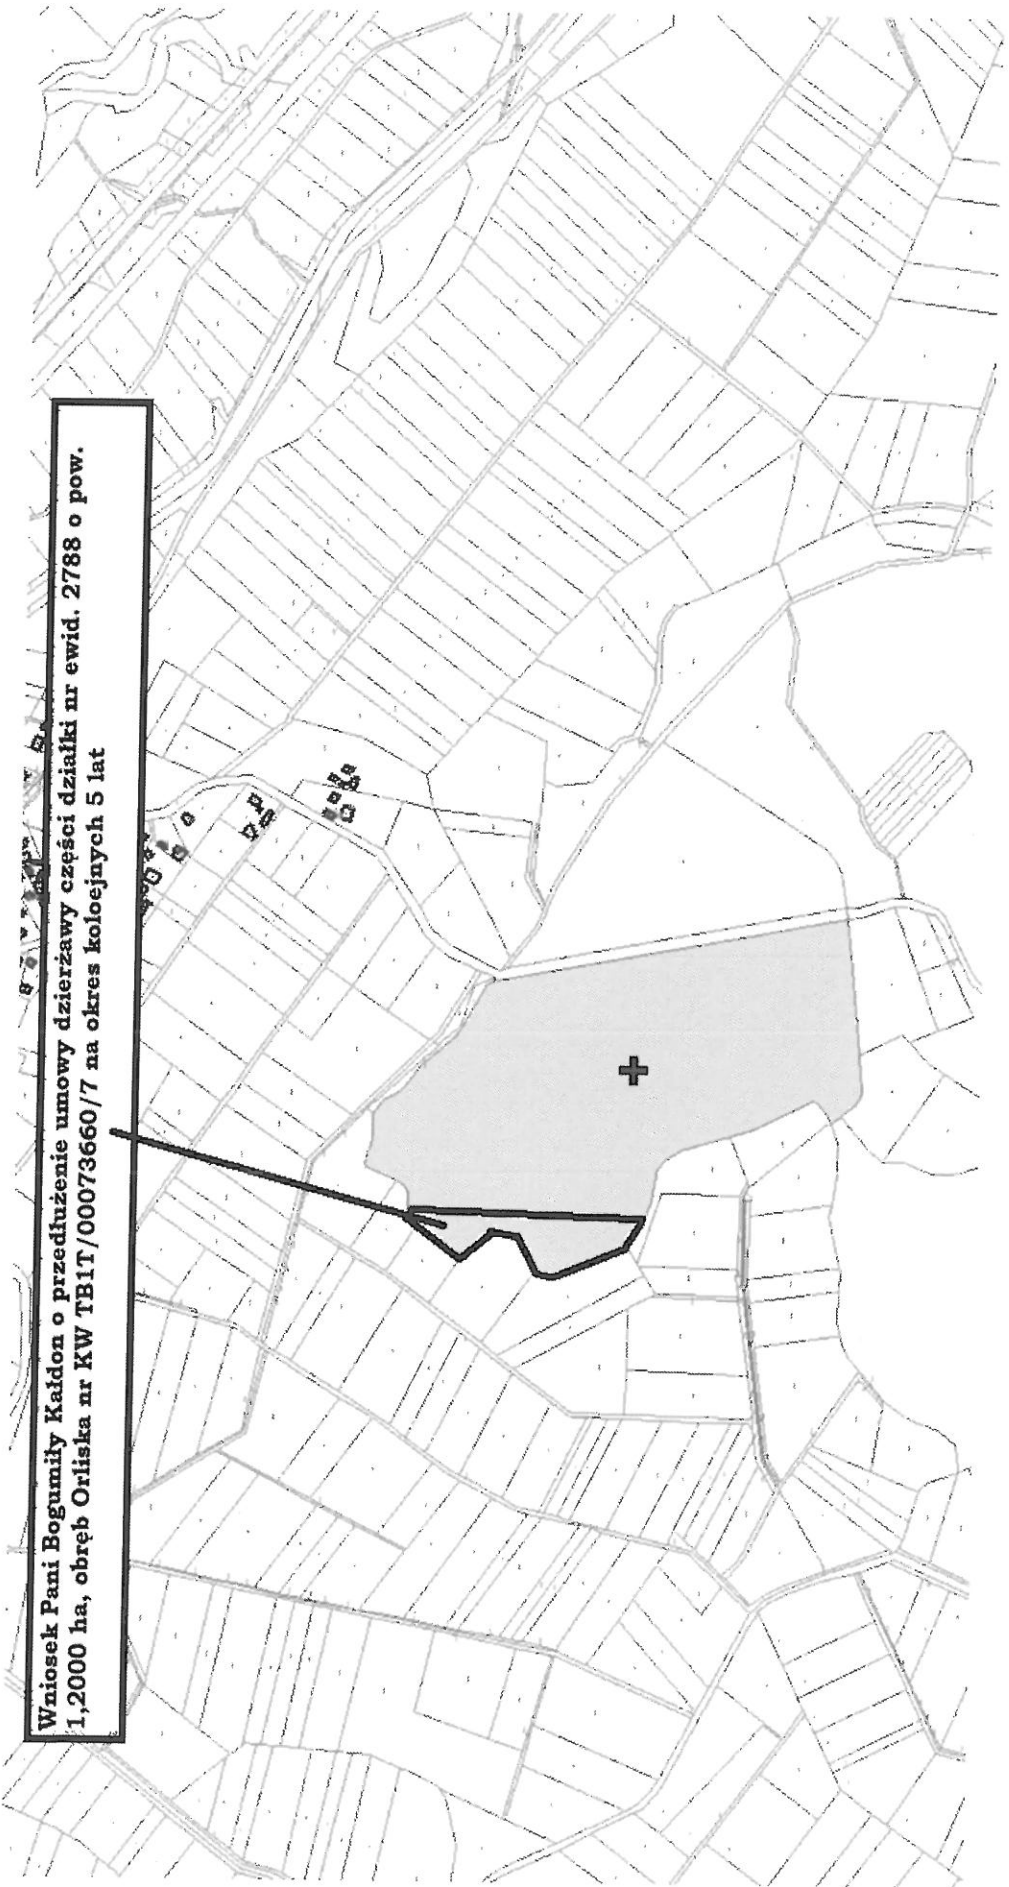 Wniosek Pani Bogumiły Kałdon o przedłużenie umowy dzierżawy części działki nr ewid. 2788 o pow.
1,2000 ha, obręb Orliska nr KW TB1T/00073660/7 na okres koloejnych 5 lat